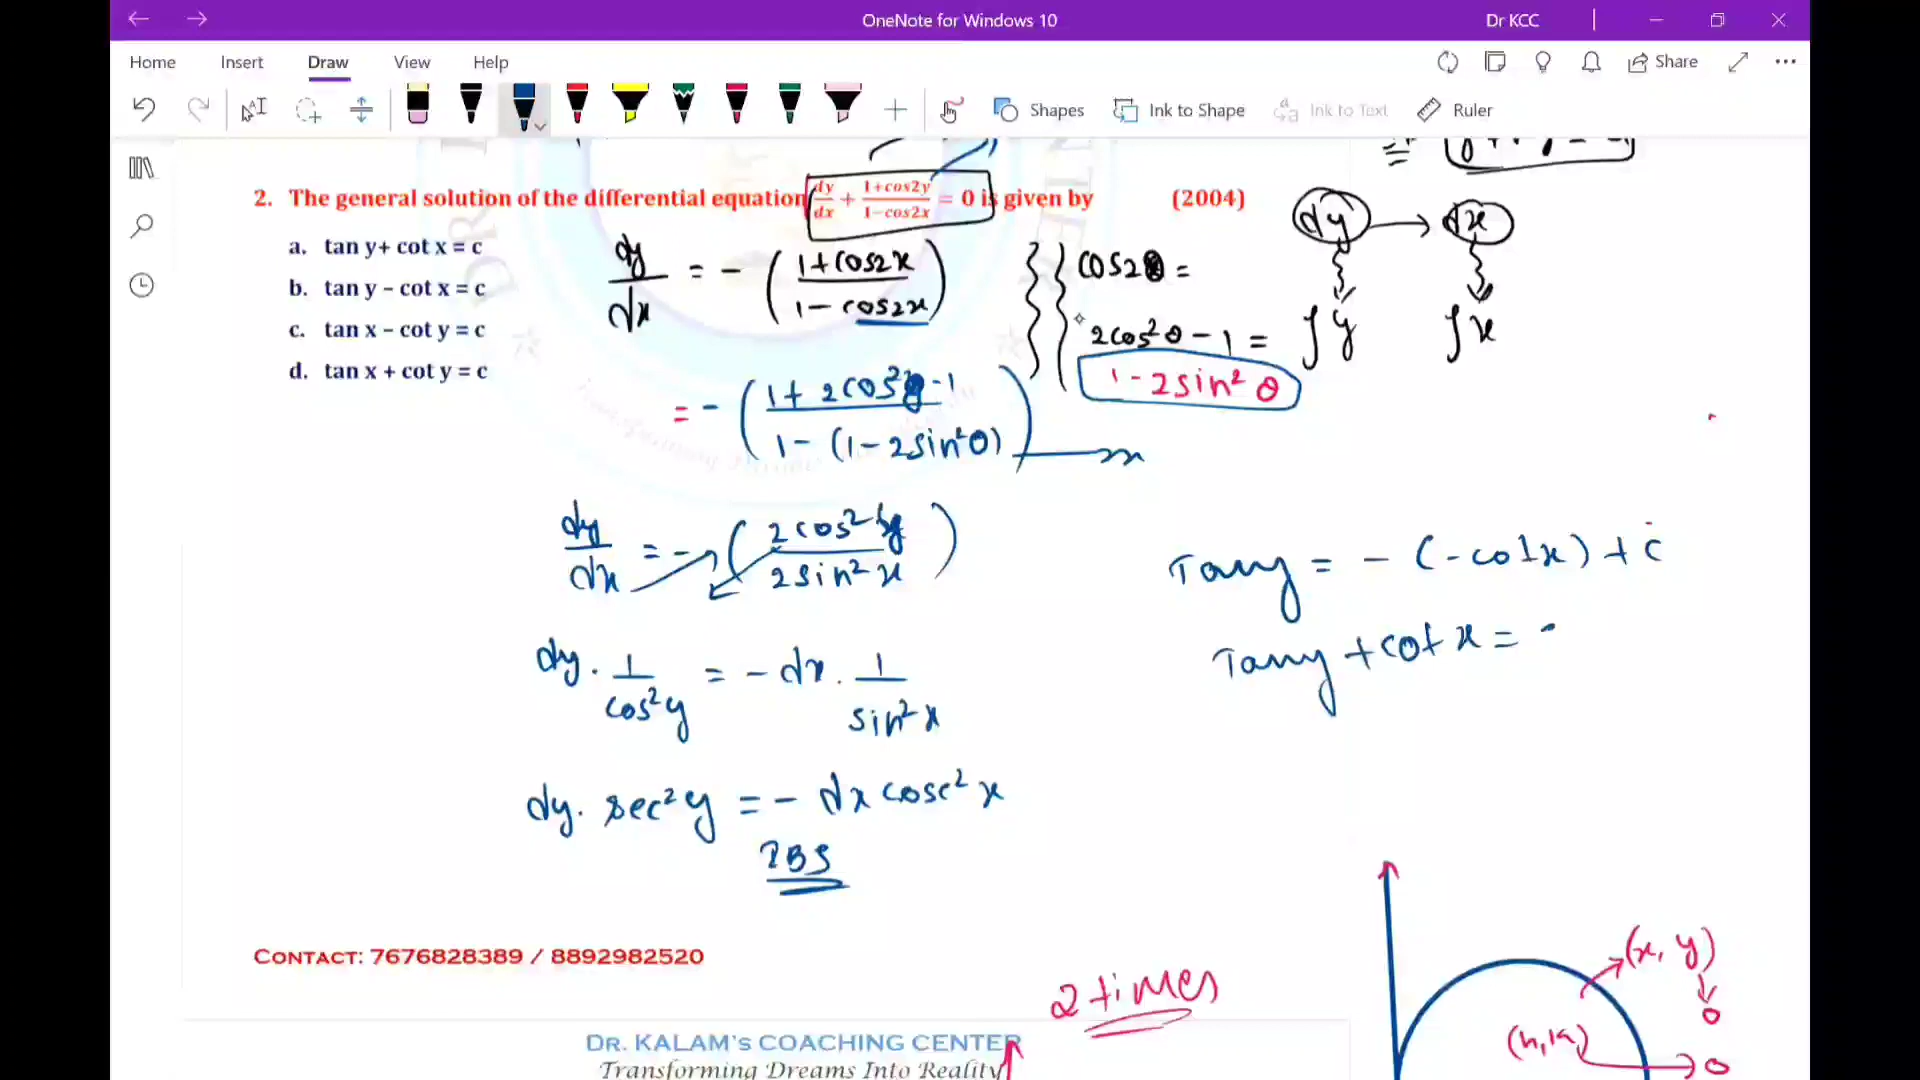 OneNote for Windows 10
Dr KCC
Home Insert Draw View Help
Share
Shapes Ink to Shape Ink to Text Ruler
2. The general solution of the differential equation dy/dx + 1+cos2y/1-cos2x = 0 is given by (2004)
a. tan y+ cot x = c
b. tan y – cot x = c
c. tan x – cot y = c
d. tan x + cot y = c
dy/dx = - (1+cos2x / 1-cos2x)
cos2θ =
2cos²θ - 1 =
1-2sin²θ
dy → dx
∫y ∫x
= - (1+2cos²y-1 / 1-(1-2sin²θ))
dy/dx = - (2cos²y / 2sin²x)
dy. 1/cos²y = - dx. 1/sin²x
dy. sec²y = - dx cosc²x
IBS
Tany = - (-cotx) + c
Tany + cot x =
CONTACT: 7676828389 / 8892982520
2 times
(x, y)
0
(h,k) → 0
DR. KALAM's COACHING CENTER
Transforming Dreams Into Reality